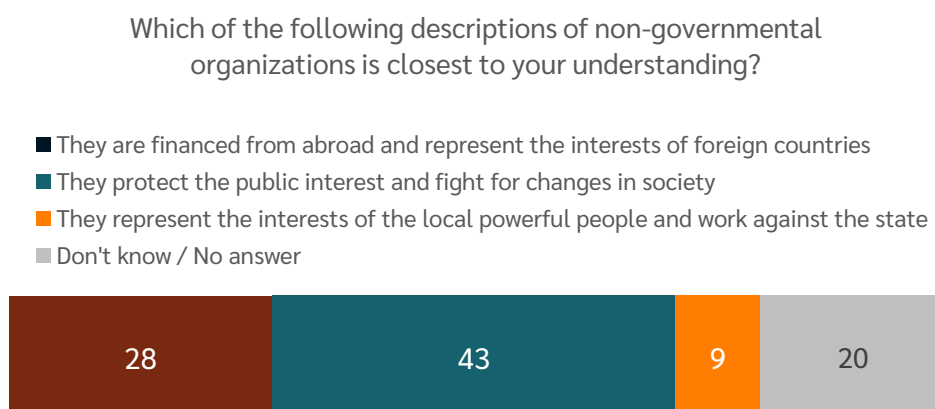 Which of the following descriptions of non-governmental
organizations is closest to your understanding?
They are financed from abroad and represent the interests of foreign countries
They protect the public interest and fight for changes in society
They represent the interests of the local powerful people and work against the state
Don't know / No answer
28 43 9 20